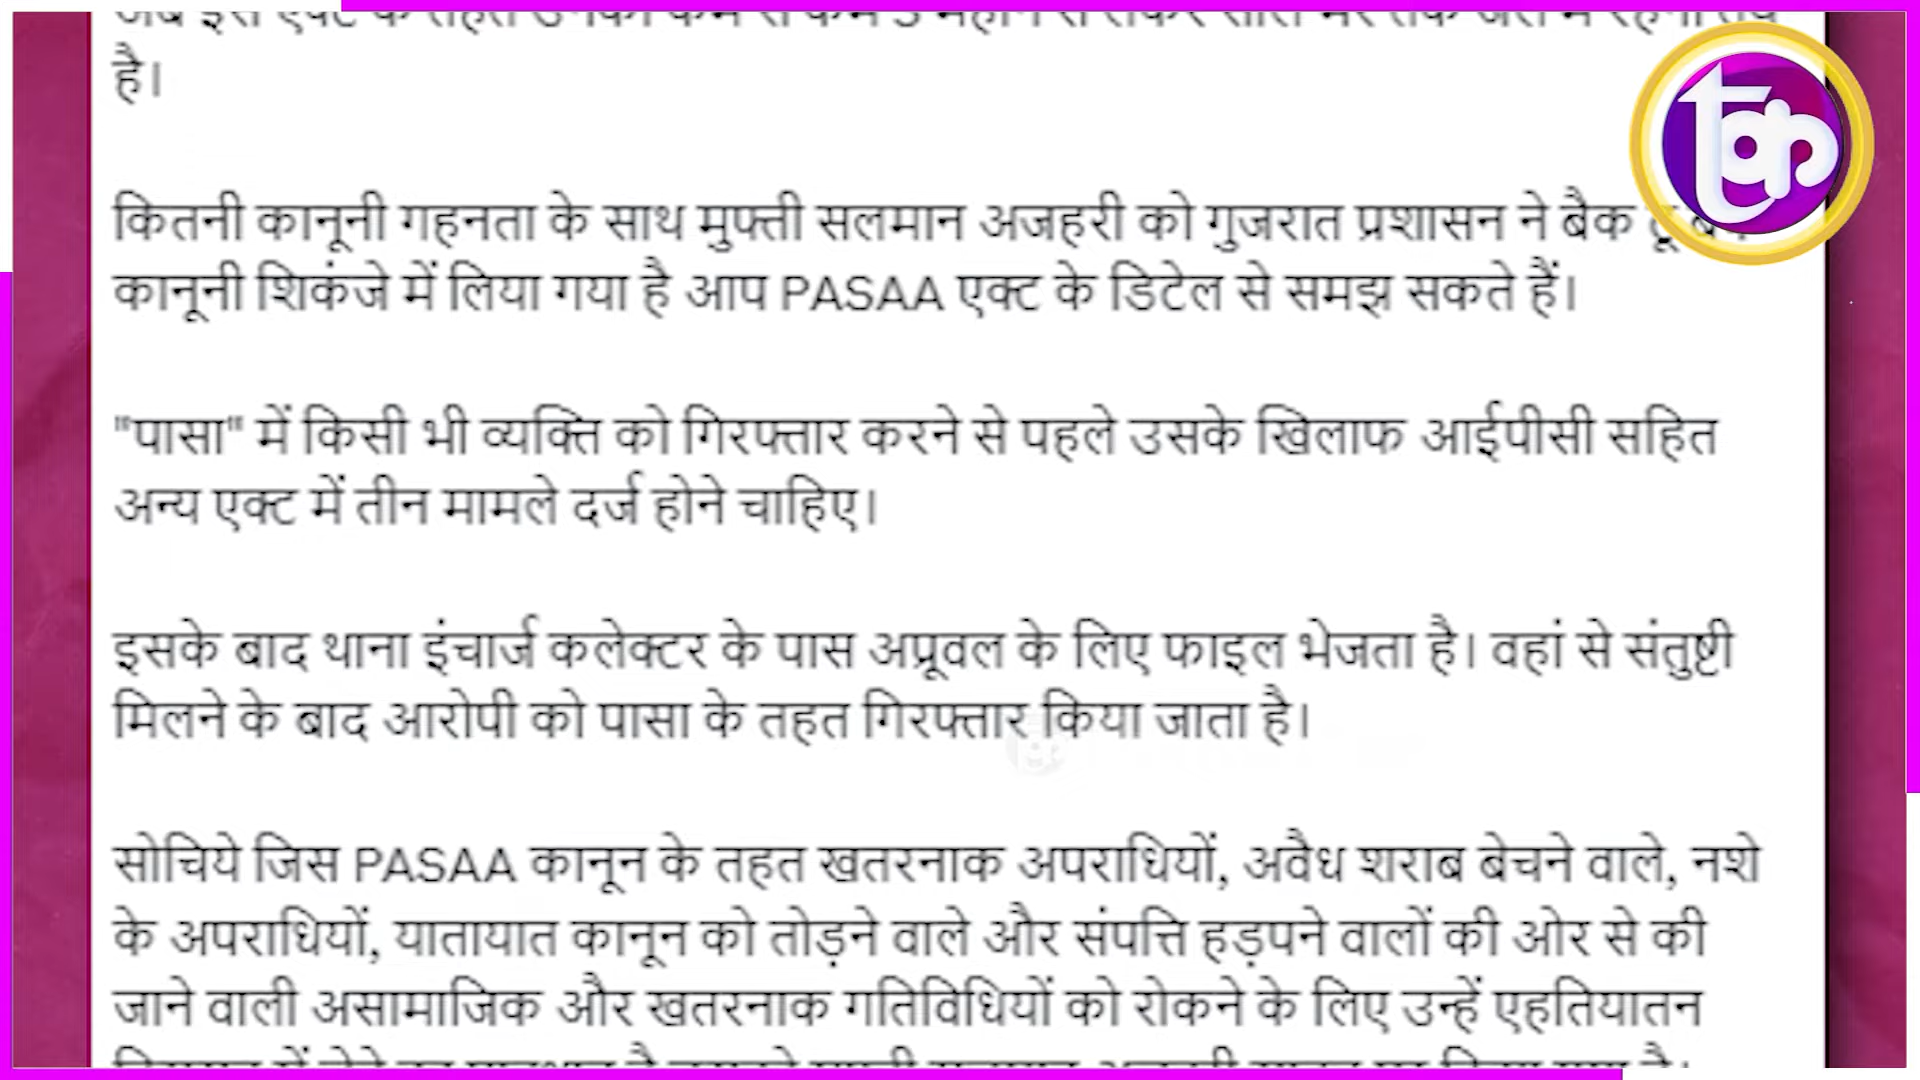 है।
कितनी कानूनी गहनता के साथ मुफ्ती सलमान अजहरी को गुजरात प्रशासन ने बैक टू
कानूनी शिकंजे में लिया गया है आप PASAA एक्ट के डिटेल से समझ सकते हैं।
"पासा" में किसी भी व्यक्ति को गिरफ्तार करने से पहले उसके खिलाफ आईपीसी सहित
अन्य एक्ट में तीन मामले दर्ज होने चाहिए।
इसके बाद थाना इंचार्ज कलेक्टर के पास अप्रूवल के लिए फाइल भेजता है। वहां से संतुष्टी
मिलने के बाद आरोपी को पासा के तहत गिरफ्तार किया जाता है।
सोचिये जिस PASAA कानून के तहत खतरनाक अपराधियों, अवैध शराब बेचने वाले, नशे
के अपराधियों, यातायात कानून को तोड़ने वाले और संपत्ति हड़पने वालों की ओर से की
जाने वाली असामाजिक और खतरनाक गतिविधियों को रोकने के लिए उन्हें एहतियातन